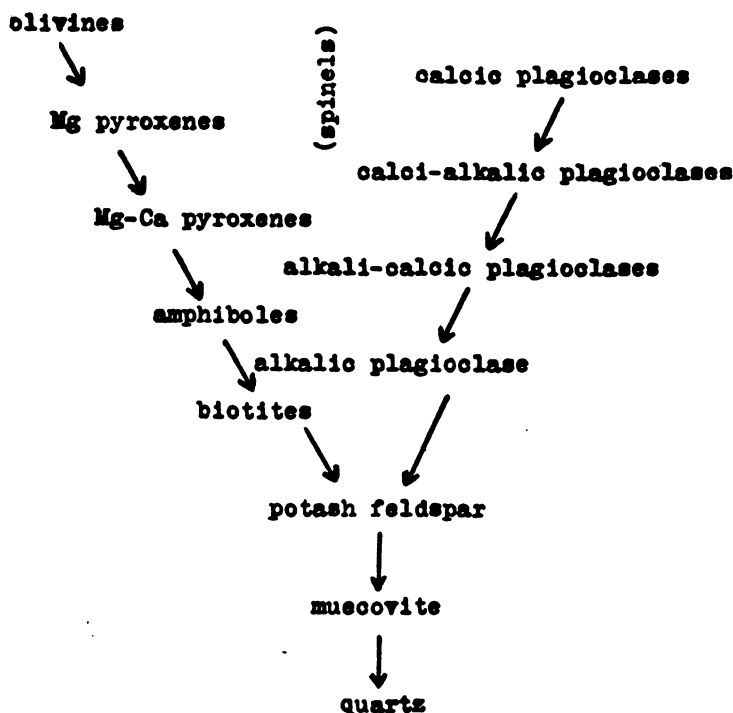 olivines
(spinels)
calcic plagioclases
Mg pyroxenes
calci-alkalic plagioclases
Mg-Ca pyroxenes
alkali-calcic plagioclases
amphiboles
alkalic plagioclase
biotites
potash feldspar
muscovite
quartz